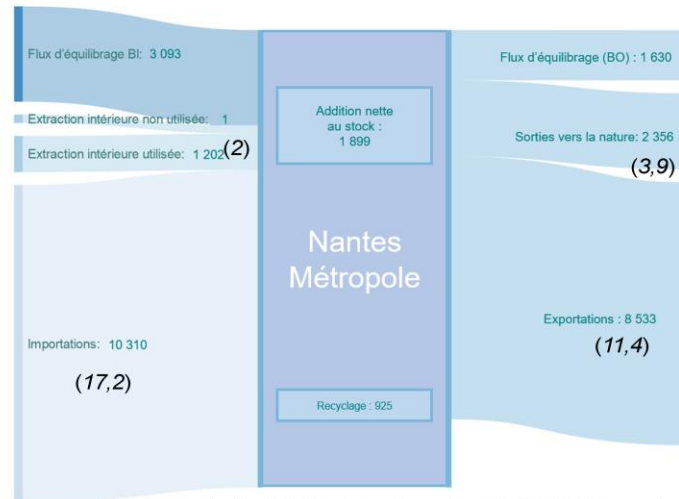 Flux d'équilibrage BI: 3 093
Extraction intérieure non utilisée: 1
Extraction intérieure utilisée: 1 202
(2)
Importations: 10 310
(17,2)
Addition nette
au stock :
1 899
Nantes
Métropole
Recyclage : 925
Flux d'équilibrage (BO) : 1 630
Sorties vers la nature: 2 356
(3,9)
Exportations : 8 533
(11,4)